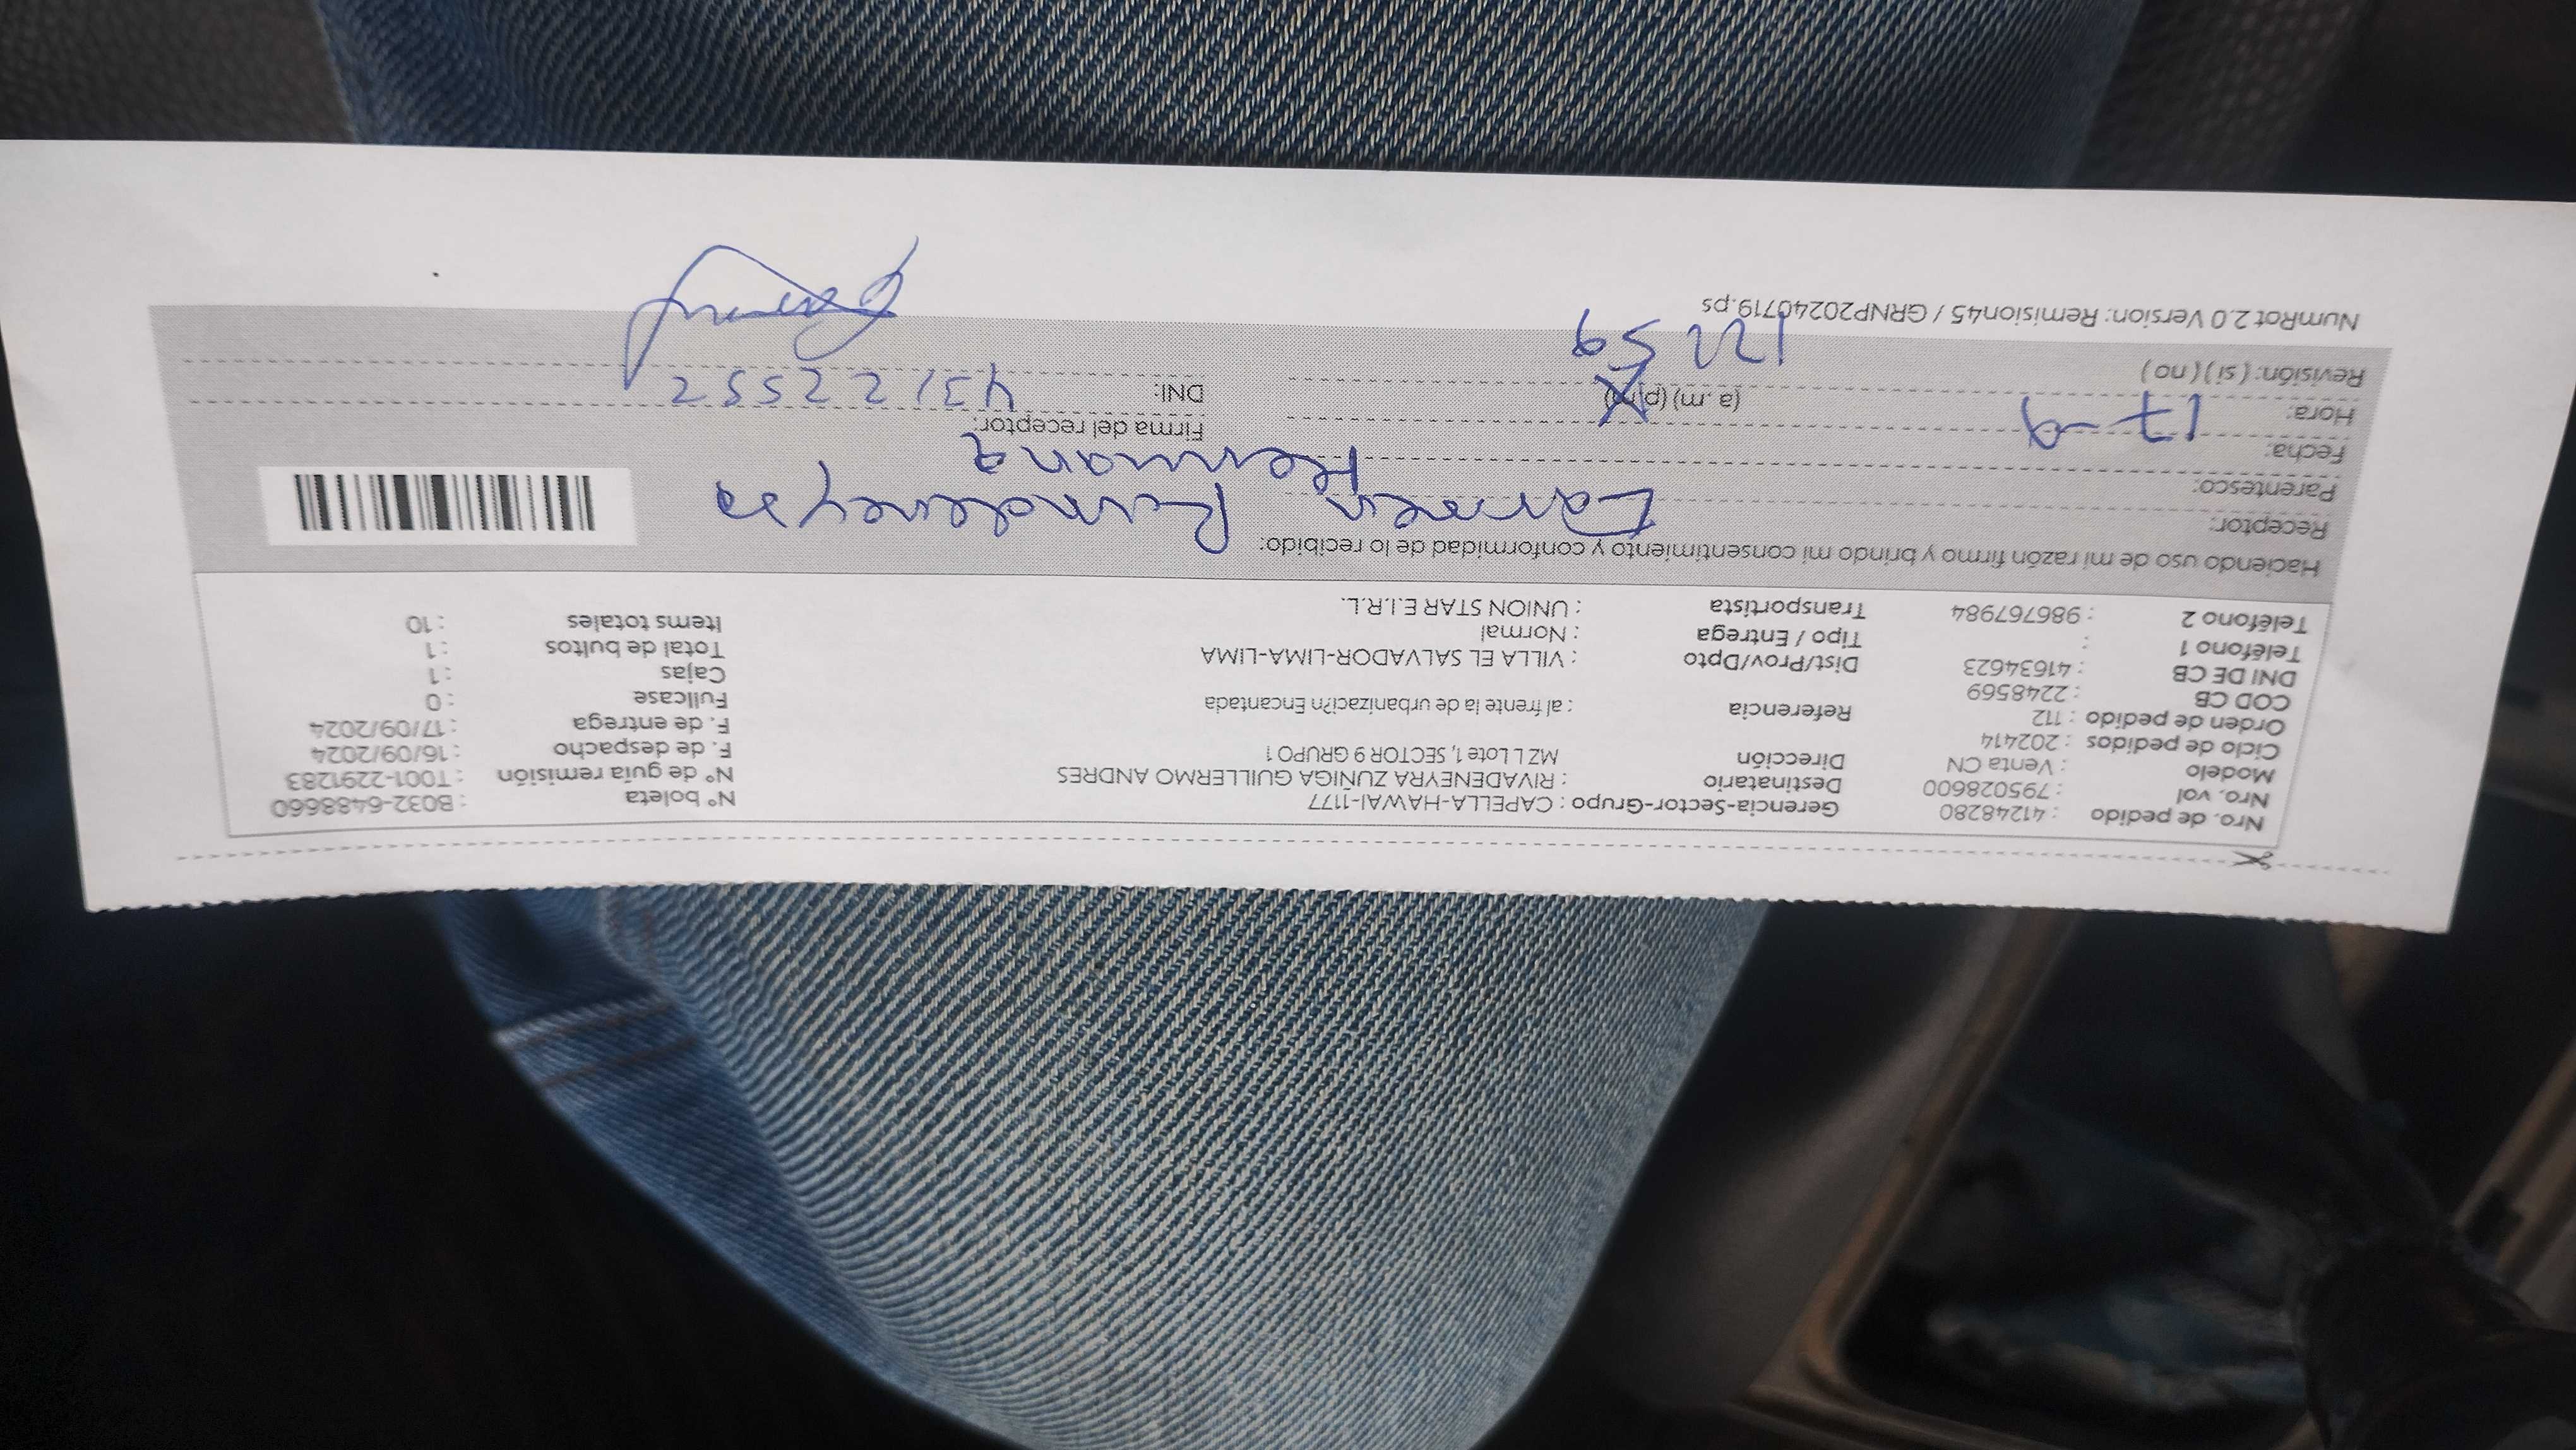 Nro. de pedido : 41248280 Gerencia-Sector-Grupo : CAPELLA-HAWAI-1177 N° boleta : B032-6488660
Nro. vol : 795028600 Destinatario : RIVADENEYRA ZUÑIGA GUILLERMO ANDRES N° de guía remisión : T001-2291283
Modelo : Venta CN Dirección MZ L Lote 1, SECTOR 9 GRUPO 1 F. de despacho : 16/09/2024
Ciclo de pedidos : 202414 F. de entrega : 17/09/2024
Orden de pedido : 112 Referencia : al frente la de urbanizaci?n Encantada Fullcase : 0
COD CB : 2248569 Cajas : 1
DNI DE CB : 41634623 Dist/Prov/Dpto : VILLA EL SALVADOR-LIMA-LIMA Total de bultos : 1
Teléfono 1 : Tipo / Entrega : Normal Items totales : 10
Teléfono 2 : 986767984 Transportista : UNION STAR E.I.R.L.
Haciendo uso de mi razón firmo y brindo mi consentimiento y conformidad de lo recibido:
Receptor:
Parentesco: Hermana
Fecha: 17-9 Firma del receptor:
Hora: (a.m) (p.m) DNI: 43122552
Revisión: ( si ) ( no ) 12 59
NumRot 2.0 Version: Remision45 / GRNP20240719.ps